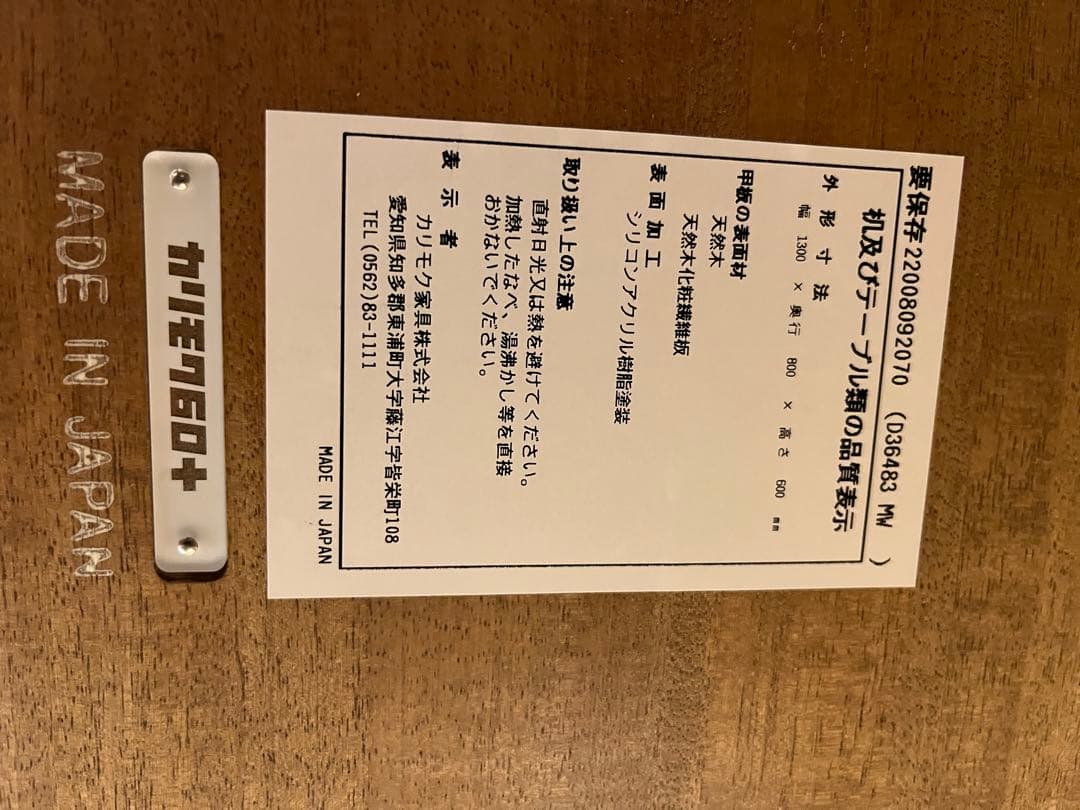 要保存 22008092070 (D36483 MW )
机及びテーブル類の品質表示
外形寸法
幅 1300 × 奥行 800 × 高さ 600 mm
甲板の表面材
天然木
天然木化粧繊維板
表面加工
シリコンアクリル樹脂塗装
取り扱い上の注意
直射日光又は熱を避けてください。
加熱したなべ、湯沸かし等を直接
おかないでください。
表示者
カリモク家具株式会社
愛知県知多郡東浦町大字藤江字皆栄町108
TEL (0562)83-1111
MADE IN JAPAN
カリモク60+
MADE IN JAPAN